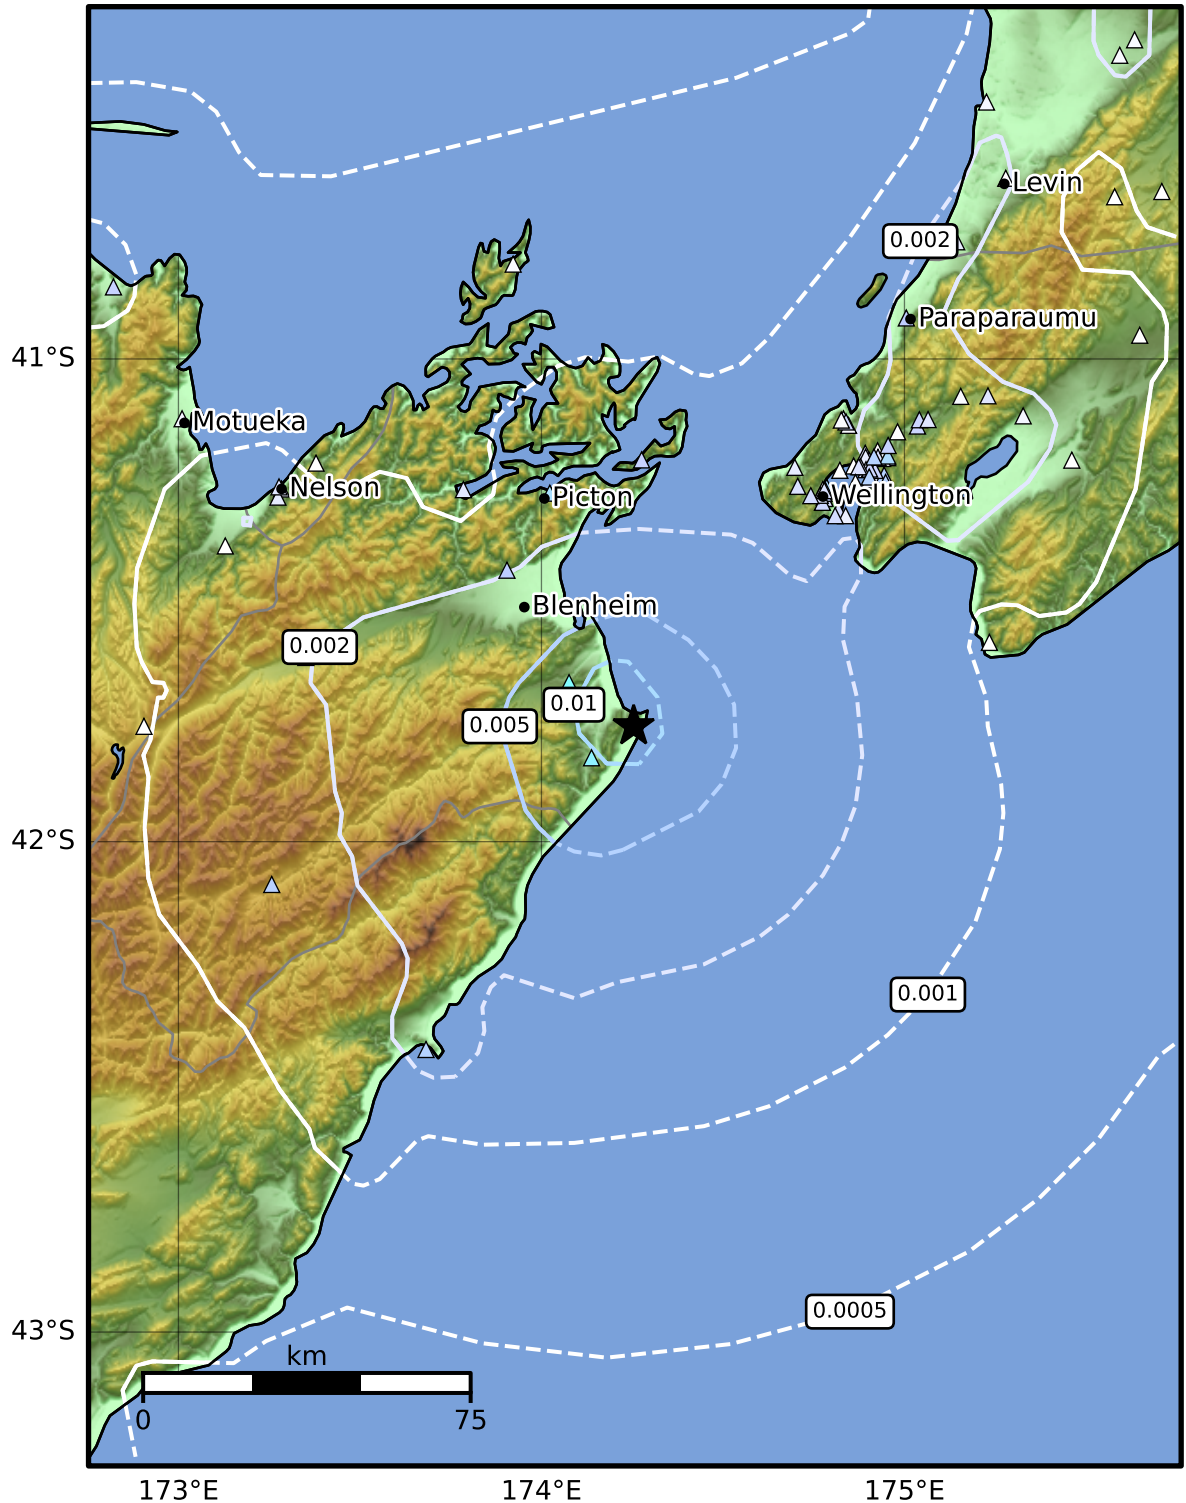 Levin
0.002
Paraparaumu
41°S
Motueka
Nelson
Picton
Wellington
Blenheim
0.002
0.01
0.005
42°S
0.001
0.0005
43°S
km
0 75
173°E 174°E 175°E